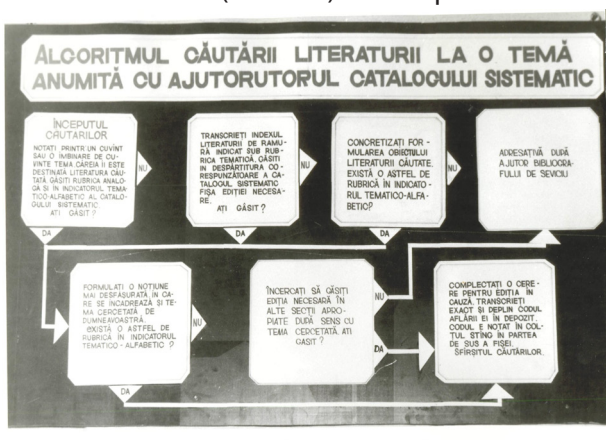 ALGORITMUL CĂUTĂRII LITERATURII LA O TEMĂ
ANUMITĂ CU AJUTORUTORUL CATALOGULUI SISTEMATIC
ÎNCEPUTUL
CĂUTARILOR
NOTAȚI PRINTR'UN CUVÎNT
SAU O ÎMBINARE DE CU-
VINTE TEMA CĂREIA ÎI ESTE
DESTINATĂ LITERATURA CĂU-
TATĂ, GĂSIȚI RUBRICA ANALO-
GĂ ȘI ÎN INDICATORUL TEMA-
TICO-ALFABETIC AL CATALO-
GULUI SISTEMATIC
AȚI GĂSIT?
NU
DA
TRANSCRIEȚI INDEXUL
LITERATURII DE RAMU-
RĂ INDICAT SUB RUB-
RICA TEMATICĂ, GĂSIȚI
ÎN DESPĂRȚITURA CO-
RESPUNZĂTOARE A CA-
TALOGUL SISTEMATIC
FIȘA EDIȚIEI NECESA-
RE.
AȚI GĂSIT?
NU
DA
CONCRETIZAȚI FOR-
MULAREA OBIECTULUI
LITERATURII CĂUTATE.
EXISTĂ O ASTFEL DE
RUBRICĂ ÎN INDICATO-
RUL TEMATICO-ALFA-
BETIC?
NU
DA
ADRESAȚIVĂ DUPĂ
AJUTOR BIBLIOGRA-
FULUI DE SEVICIU
FORMULAȚI O NOȚIUNE
MAI DESFĂȘURATĂ, ÎN CA-
RE SE ÎNCADREAZĂ ȘI TE-
MA CERCETATĂ DE
DUMNEAVOASTRĂ.
EXISTĂ O ASTFEL DE
RUBRICĂ ÎN INDICATORUL
TEMATICO-ALFABETIC ?
NU
DA
ÎNCERCAȚI SĂ GĂSIȚI
EDIȚIA NECESARĂ ÎN
ALTE SECȚII APRO-
PIATE DUPĂ SENS CU
TEMA CERCETATĂ AȚI
GASIT ?
NU
DA
COMPLECTAȚI O CERE-
RE PENTRU EDIȚIA ÎN
CAUZĂ, TRANSCRIEȚI
EXACT ȘI DEPLIN CODUL
AFLĂRII EI ÎN DEPOZIT.
CODUL E NOTAT ÎN COL-
ȚUL STÎNG ÎN PARTEA
DE SUS A FIȘEI.
SFÎRȘITUL CĂUTĂRILOR.